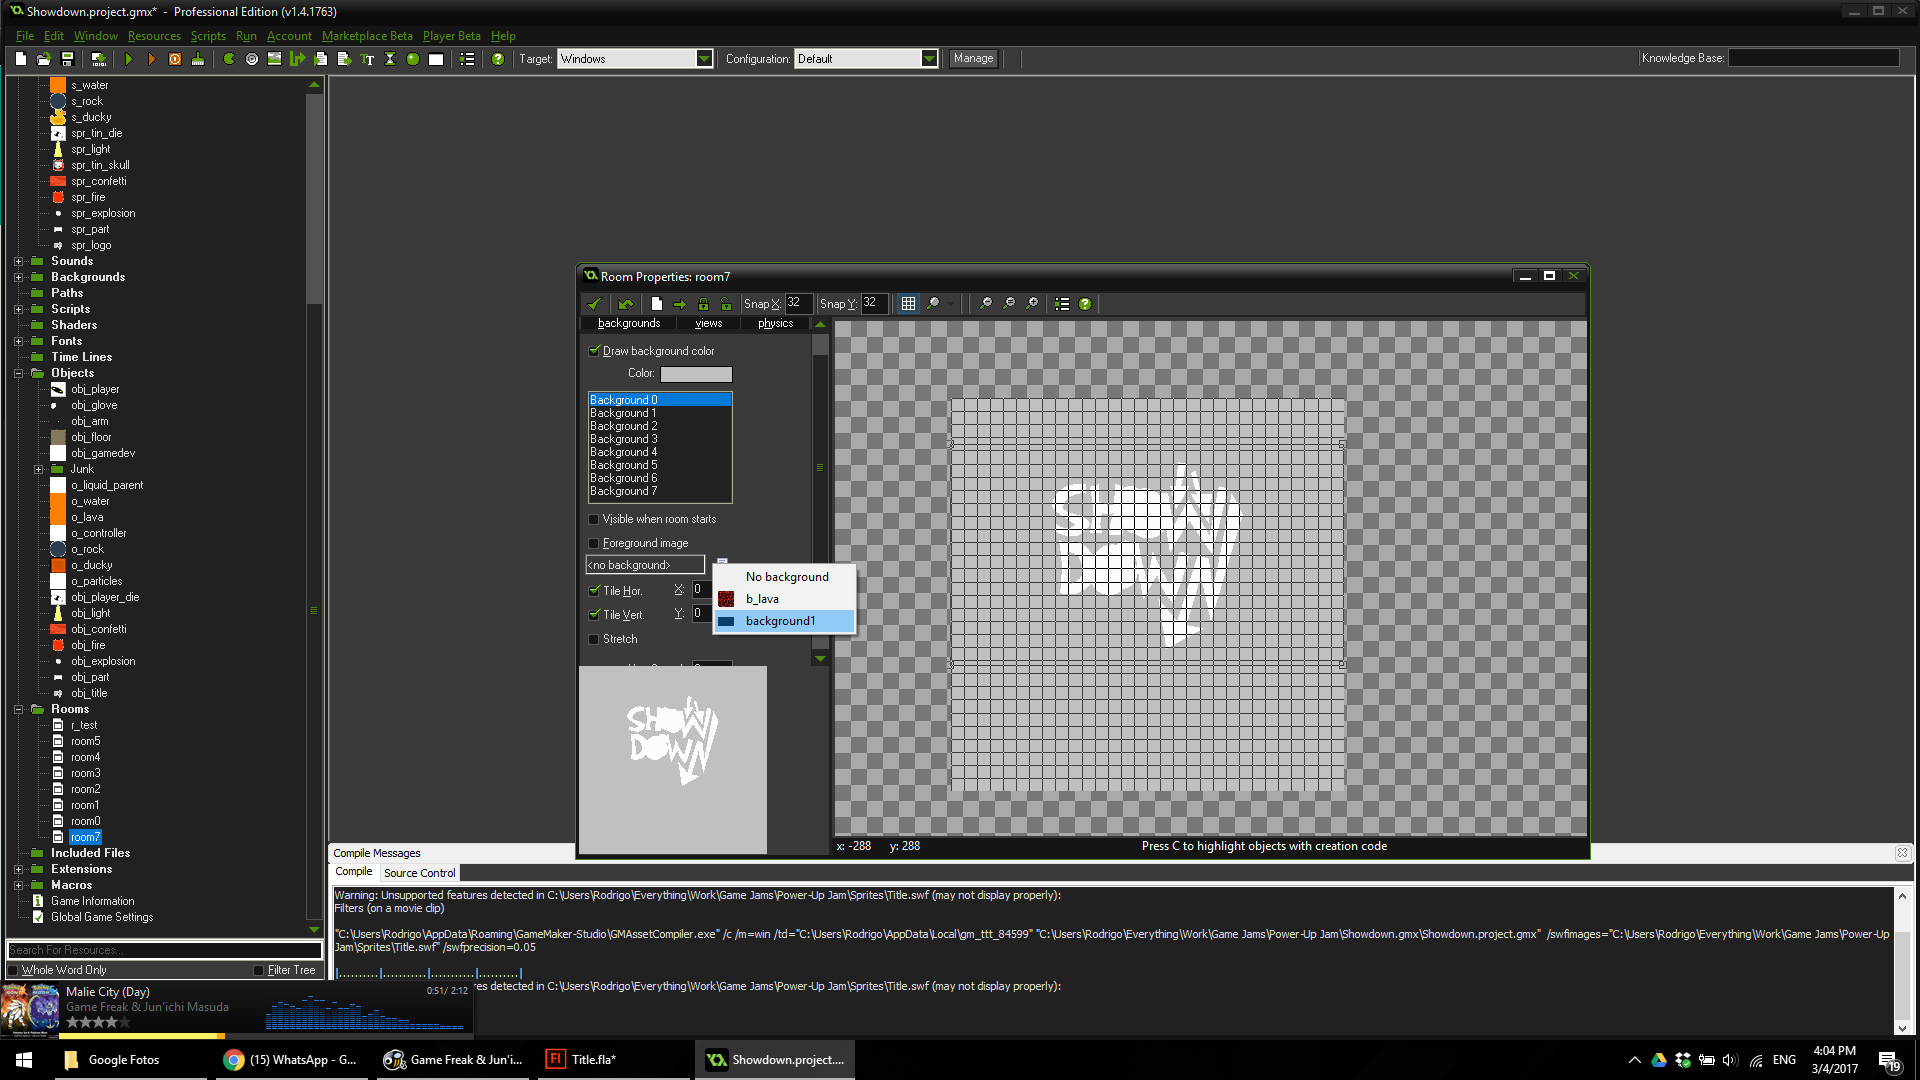 Showdown.project.gmx* - Professional Edition (v1.4.1763)
File Edit Window Resources Scripts Run Account Marketplace Beta Player Beta Help
Target: Windows Configuration: Default Manage Knowledge Base:
s_water
s_rock
s_ducky
spr_tin_die
spr_light
spr_tin_skull
spr_confetti
spr_fire
spr_explosion
spr_part
spr_logo
Sounds
Backgrounds
Paths
Scripts
Shaders
Fonts
Time Lines
Objects
obj_player
obj_glove
obj_arm
obj_floor
obj_gamedev
Junk
o_liquid_parent
o_water
o_lava
o_controller
o_rock
o_ducky
o_particles
obj_player_die
obj_light
obj_confetti
obj_fire
obj_explosion
obj_part
obj_title
Rooms
r_test
room5
room4
room3
room2
room1
room0
room7
Included Files
Extensions
Macros
Game Information
Global Game Settings
Search For Resources...
Whole Word Only Filter Tree
Room Properties: room7
Snap X: 32 Snap Y: 32
backgrounds views physics
Draw background color
Color:
Background 0
Background 1
Background 2
Background 3
Background 4
Background 5
Background 6
Background 7
Visible when room starts
Foreground image
<no background>
Tile Hor. X: 0
Tile Vert. Y: 0
Stretch
No background
b_lava
background1
SHOW
DOWN
SHOW
DOWN
x: -288 y: 288 Press C to highlight objects with creation code
Compile Messages
Compile Source Control
Warning: Unsupported features detected in C:\Users\Rodrigo\Everything\Work\Game Jams\Power-Up Jam\Sprites\Title.swf (may not display properly):
Filters (on a movie clip)
"C:\Users\Rodrigo\AppData\Roaming\GameMaker-Studio\GMAssetCompiler.exe" /c /m=win /td="C:\Users\Rodrigo\AppData\Local\gm_ttt_84599" "C:\Users\Rodrigo\Everything\Work\Game Jams\Power-Up Jam\Showdown.gmx\Showdown.project.gmx" /swfimages="C:\Users\Rodrigo\Everything\Work\Game Jams\Power-Up
Jam\Sprites\Title.swf" /swfprecision=0.05
|..........|...........|...........|..........|
res detected in C:\Users\Rodrigo\Everything\Work\Game Jams\Power-Up Jam\Sprites\Title.swf (may not display properly):
Malie City (Day) 0:51/ 2:12
Game Freak & Jun'ichi Masuda
Google Fotos (15) WhatsApp - G... Game Freak & Jun'i... Title.fla* Showdown.project....
ENG 4:04 PM
3/4/2017
19